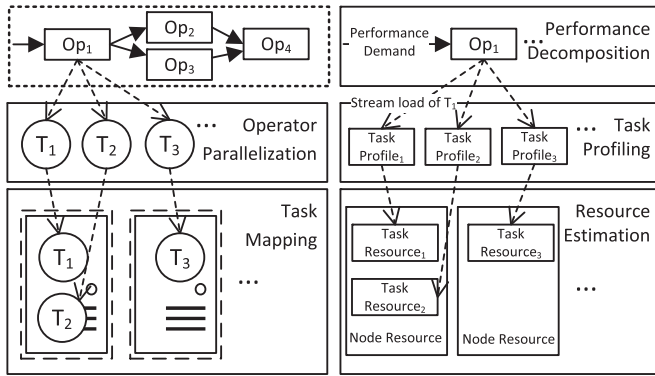 Op1
Op2
Op3
Op4
T1
T2
T3
...
Operator
Parallelization
T1
T2
T3
Task
Mapping
...
Performance
Demand
Op1
...
Performance
Decomposition
Stream load of T1
Task
Profile1
Task
Profile2
Task
Profile3
...
Task
Profiling
Task
Resource1
Task
Resource2
Node Resource
Task
Resource3
Node Resource
Resource
Estimation
...